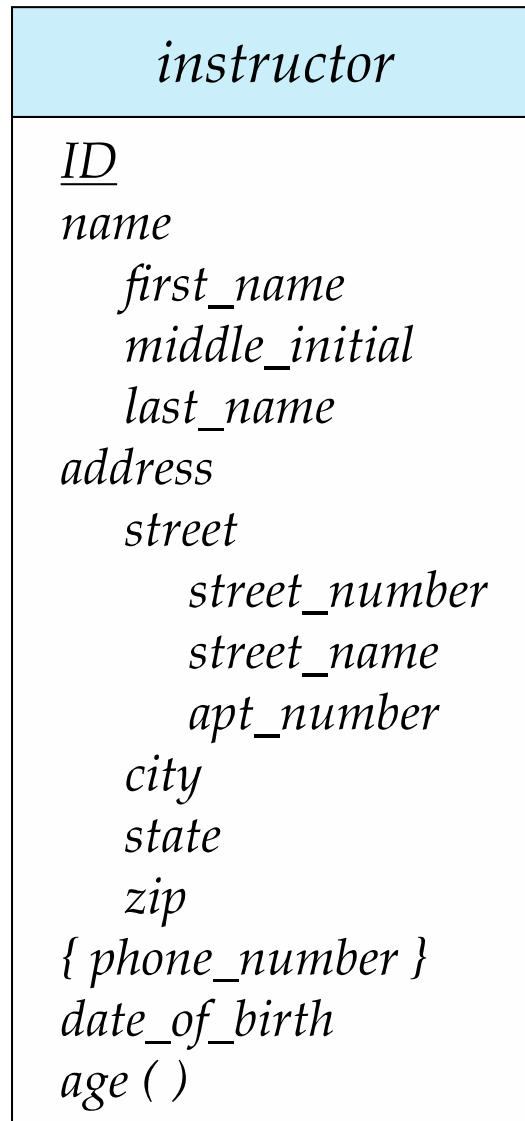 instructor
ID
name
first_name
middle_initial
last_name
address
street
street_number
street_name
apt_number
city
state
zip
{ phone_number }
date_of_birth
age ( )